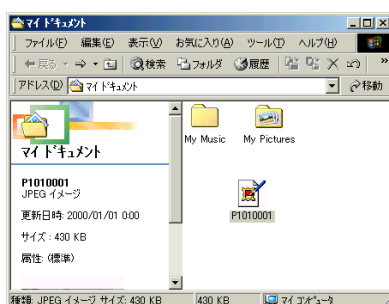 マイ ドキュメント
ファイル(F) 編集(E) 表示(V) お気に入り(A) ツール(T) ヘルプ(H)
戻る 検索 フォルダ 履歴 »
アドレス(D) マイ ドキュメント 移動
マイ ドキュメント
My Music My Pictures
P1010001
JPEG イメージ
更新日時: 2000/01/01 0:00
サイズ : 430 KB
属性: (標準)
P1010001
種類: JPEG イメージ サイズ: 430 KB 430 KB マイ コンピュータ